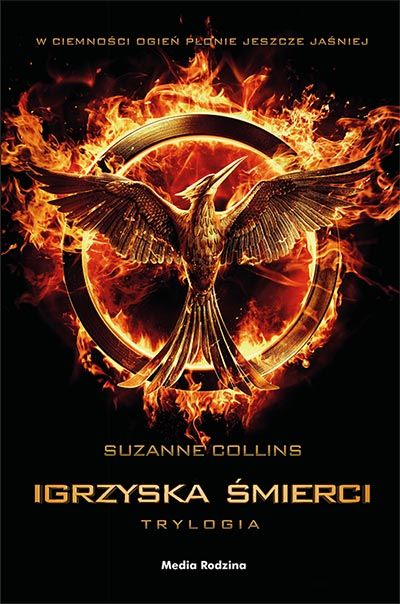 W CIEMNOŚCI OGIEŃ PŁONIE JESZCZE JAŚNIEJ
SUZANNE COLLINS
IGRZYSKA ŚMIERCI
TRYLOGIA
Media Rodzina